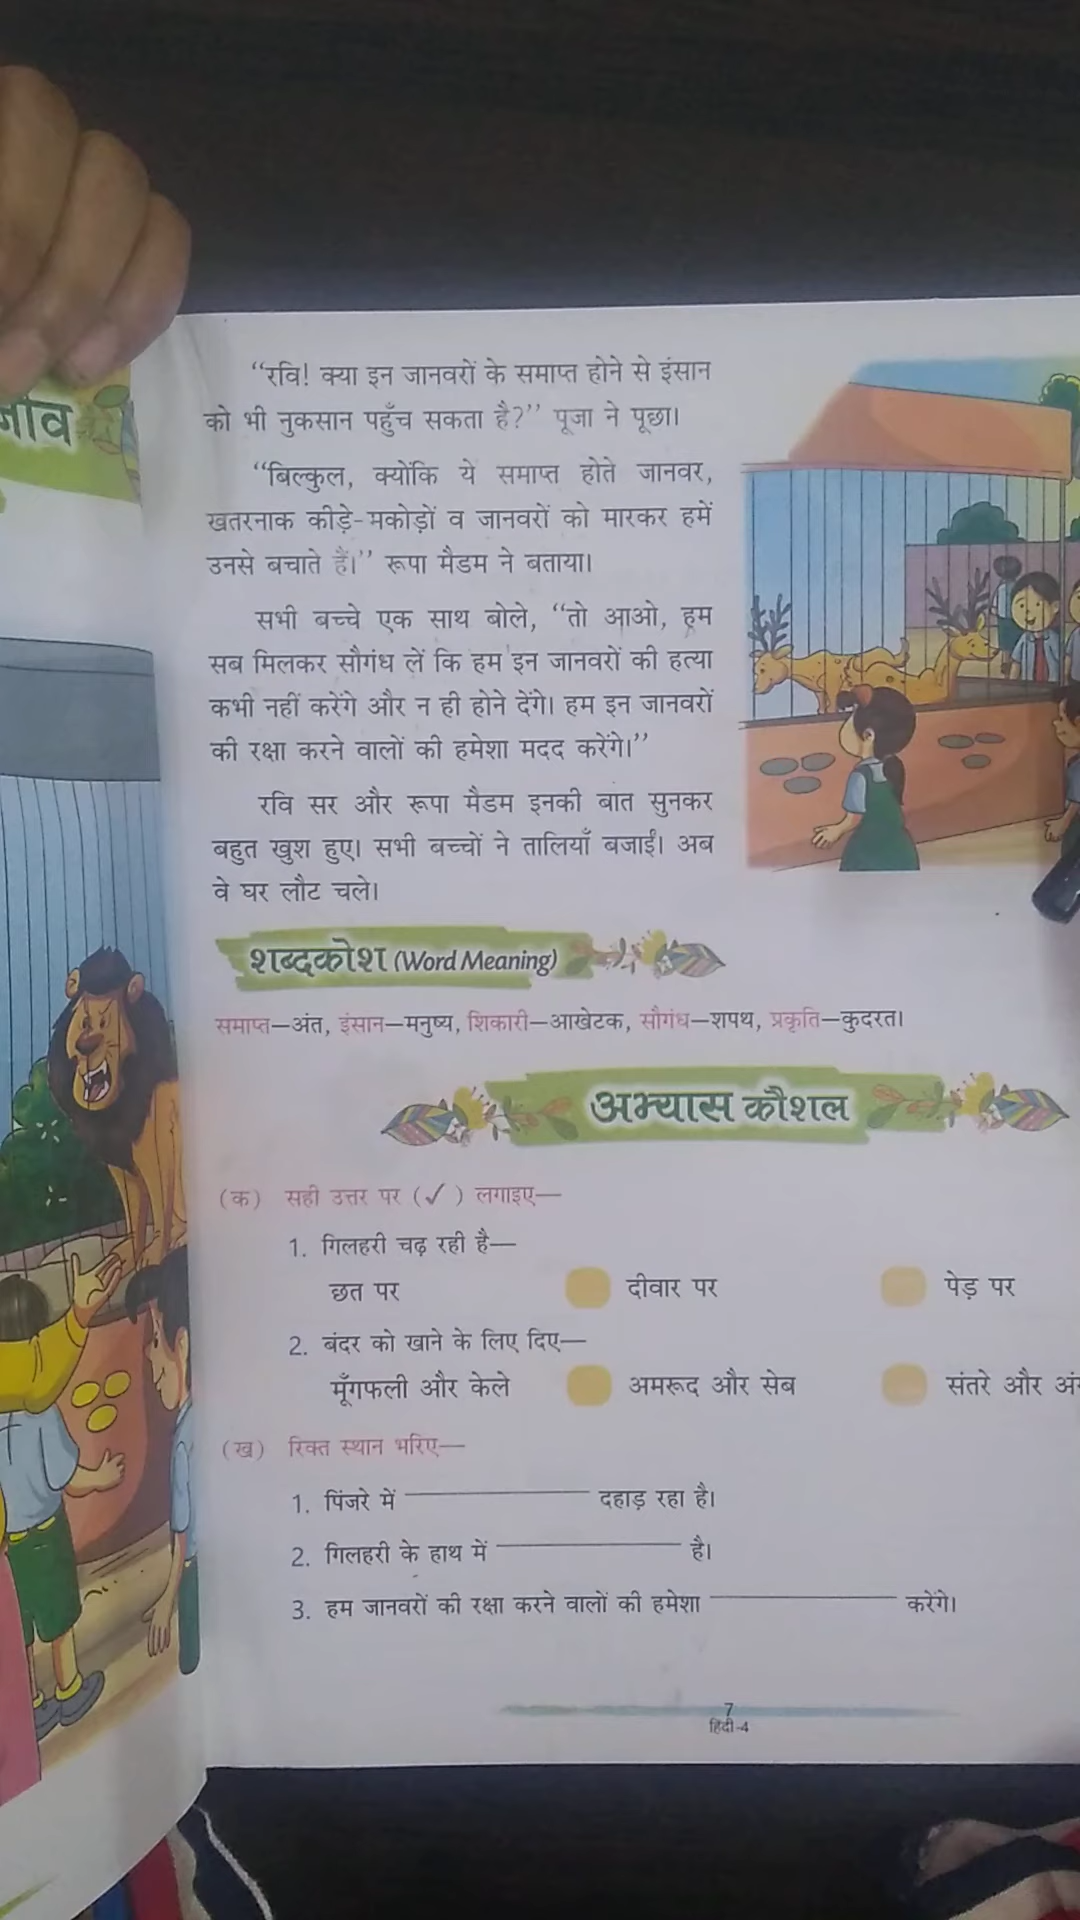 “रवि! क्या इन जानवरों के समाप्त होने से इंसान
को भी नुकसान पहुँच सकता है?” पूजा ने पूछा।
“बिल्कुल, क्योंकि ये समाप्त होते जानवर,
खतरनाक कीड़े-मकोड़ों व जानवरों को मारकर हमें
उनसे बचाते हैं।” रूपा मैडम ने बताया।
सभी बच्चे एक साथ बोले, “तो आओ, हम
सब मिलकर सौगंध लें कि हम इन जानवरों की हत्या
कभी नहीं करेंगे और न ही होने देंगे। हम इन जानवरों
की रक्षा करने वालों की हमेशा मदद करेंगे।”
रवि सर और रूपा मैडम इनकी बात सुनकर
बहुत खुश हुए। सभी बच्चों ने तालियाँ बजाईं। अब
वे घर लौट चले।
शब्दकोश (Word Meaning)
समाप्त—अंत, इंसान—मनुष्य, शिकारी—आखेटक, सौगंध—शपथ, प्रकृति—कुदरत।
अभ्यास कौशल
(क) सही उत्तर पर (✓) लगाइए—
1. गिलहरी चढ़ रही है—
छत पर दीवार पर पेड़ पर
2. बंदर को खाने के लिए दिए—
मूँगफली और केले अमरूद और सेब संतरे और
(ख) रिक्त स्थान भरिए—
1. पिंजरे में ____________ दहाड़ रहा है।
2. गिलहरी के हाथ में ____________ है।
3. हम जानवरों की रक्षा करने वालों की हमेशा ____________ करेंगे।
7
हिंदी-4